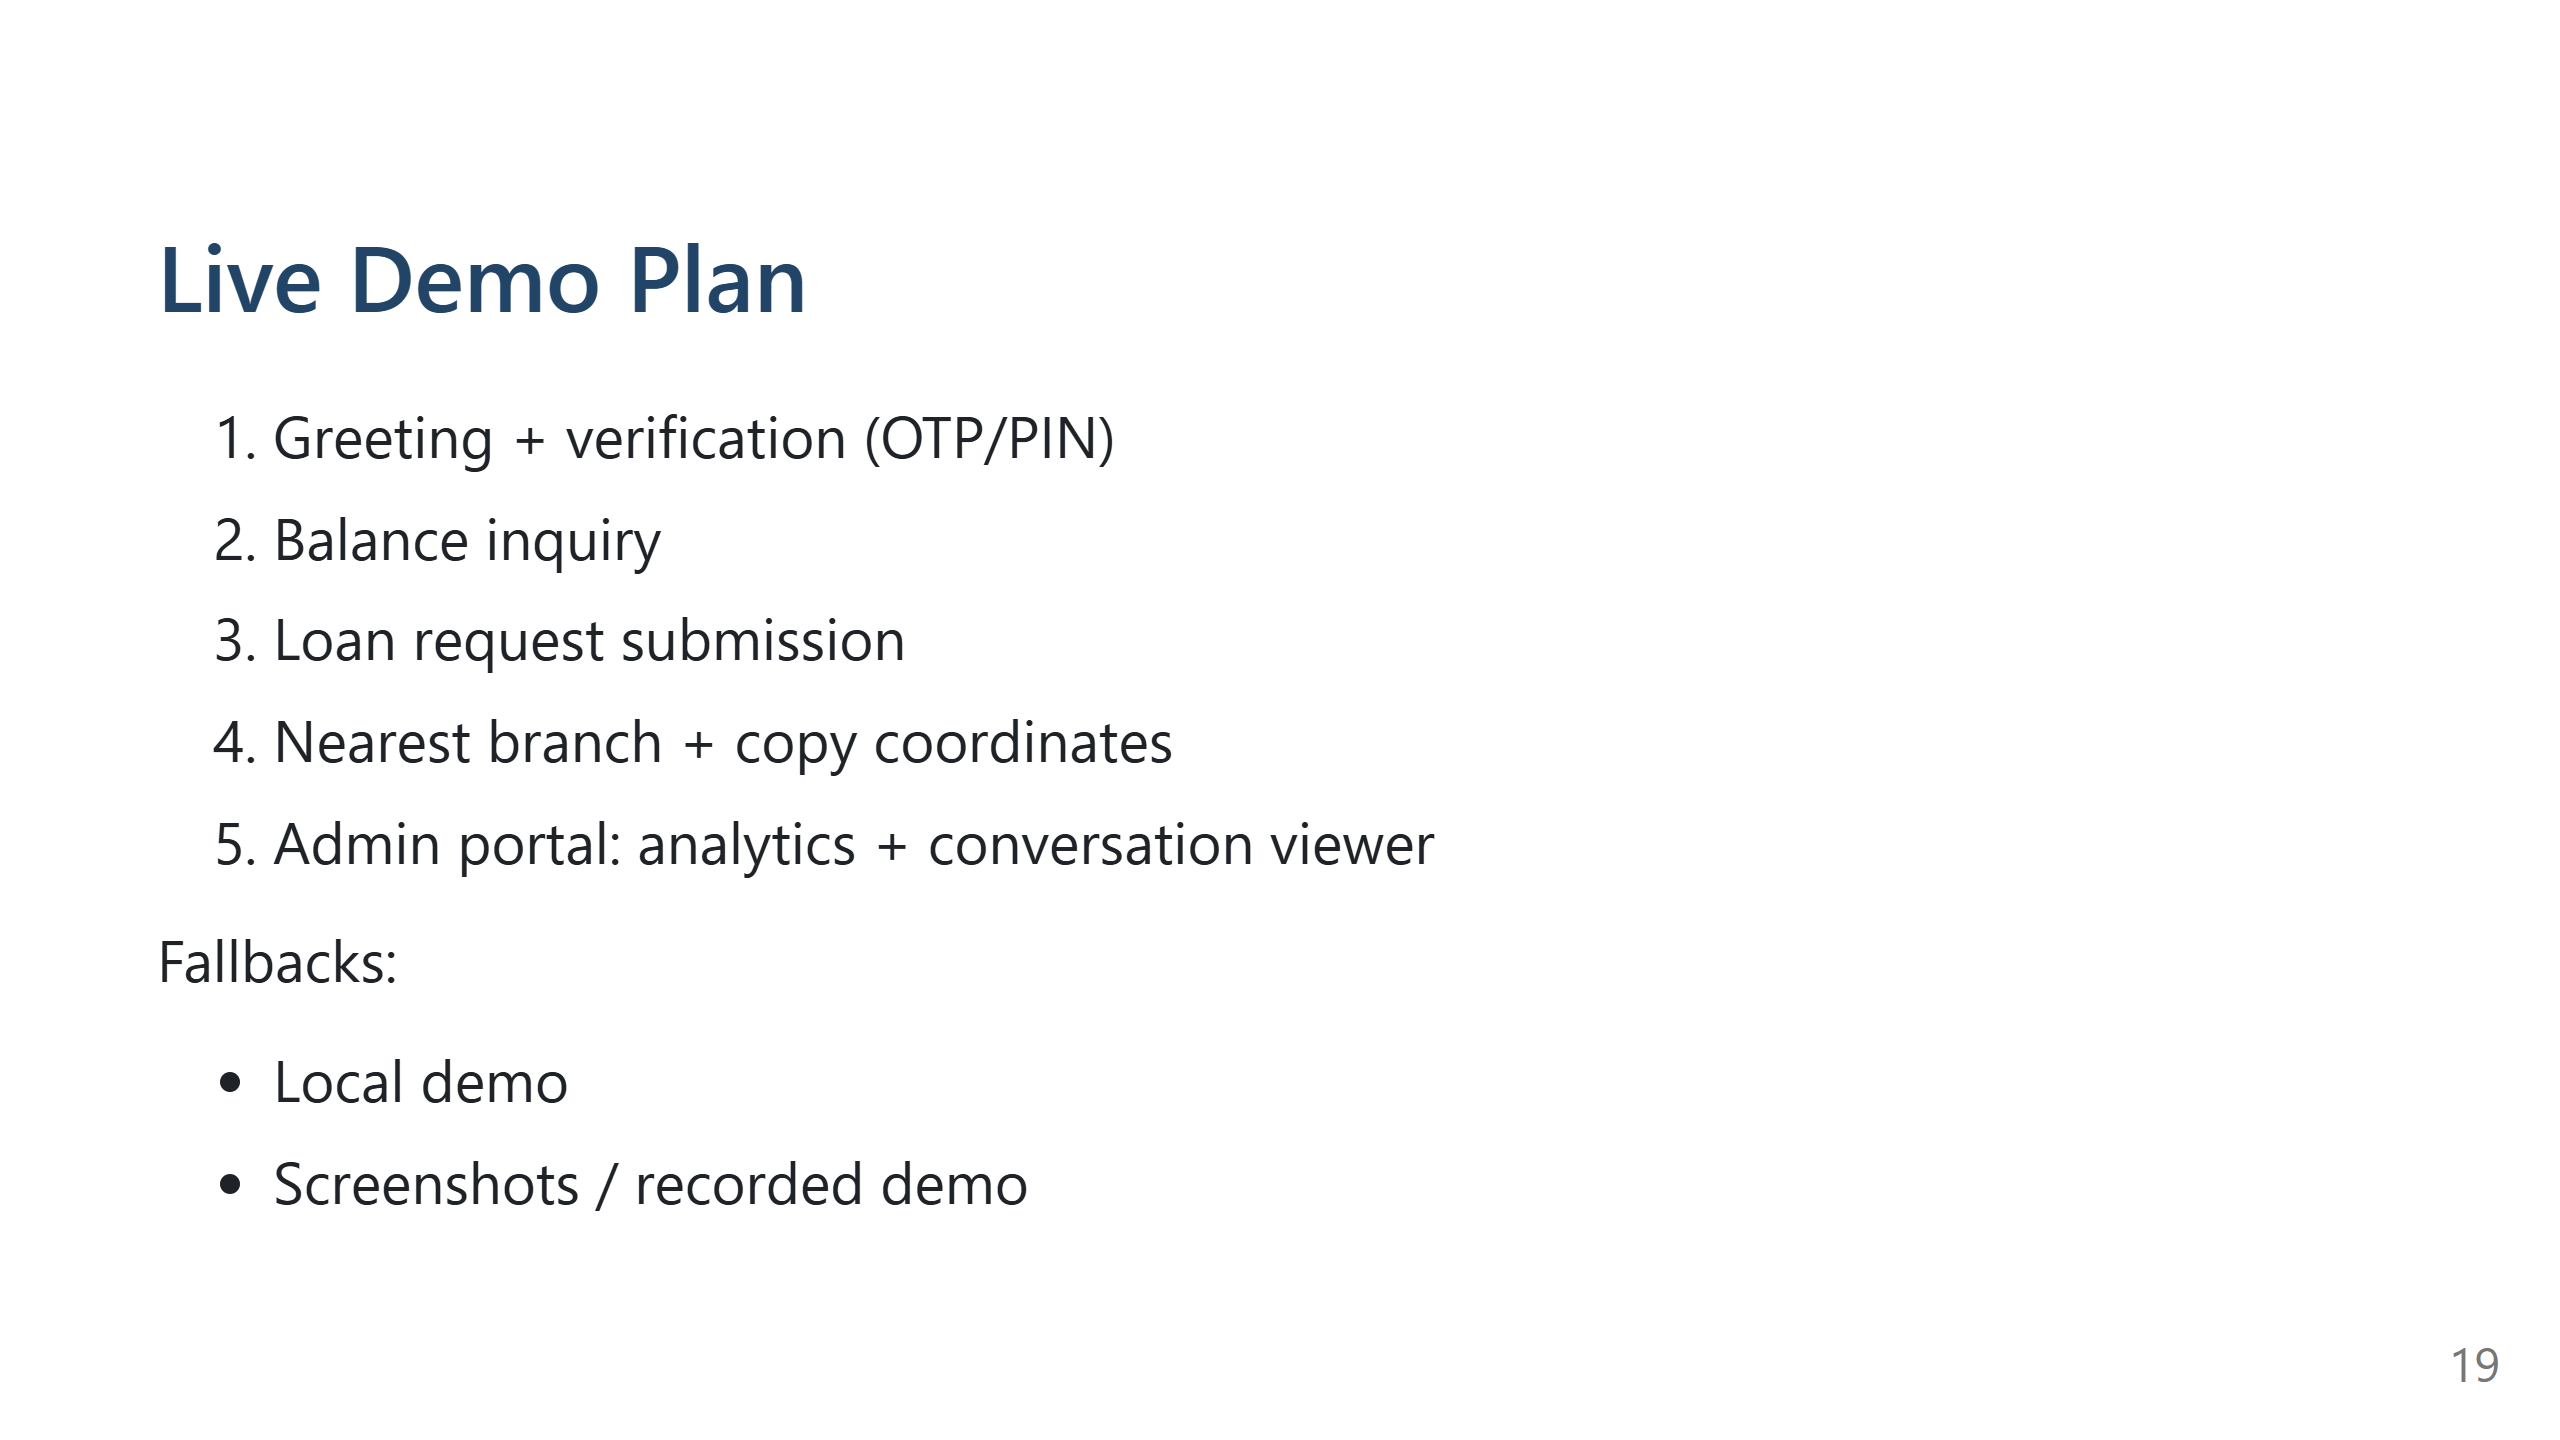 Live Demo Plan
1. Greeting + verification (OTP/PIN)
2. Balance inquiry
3. Loan request submission
4. Nearest branch + copy coordinates
5. Admin portal: analytics + conversation viewer
Fallbacks:
• Local demo
• Screenshots / recorded demo
19